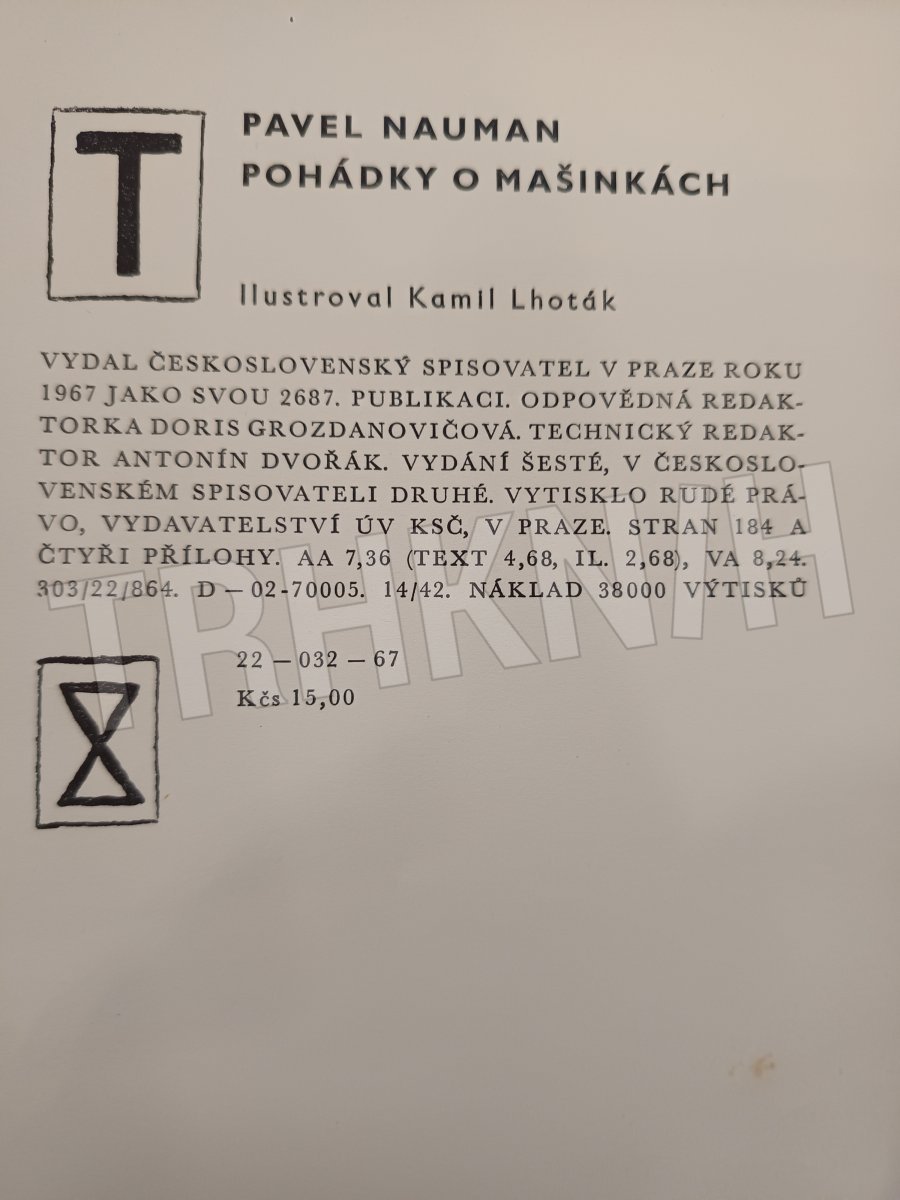 T
PAVEL NAUMAN
POHÁDKY O MAŠINKÁCH
Ilustroval Kamil Lhoták
VYDAL ČESKOSLOVENSKÝ SPISOVATEL V PRAZE ROKU
1967 JAKO SVOU 2687. PUBLIKACI. ODPOVĚDNÁ REDAK-
TORKA DORIS GROZDANOVIČOVÁ. TECHNICKÝ REDAK-
TOR ANTONÍN DVOŘÁK. VYDÁNÍ ŠESTÉ, V ČESKOSLO-
VENSKÉM SPISOVATELI DRUHÉ. VYTISKLO RUDÉ PRÁ-
VO, VYDAVATELSTVÍ ÚV KSČ, V PRAZE. STRAN 184 A
ČTYŘI PŘÍLOHY. AA 7,36 (TEXT 4,68, IL. 2,68), VA 8,24.
303/22/864. D — 02-70005. 14/42. NÁKLAD 38000 VÝTISKŮ
TRHKNIH
22 — 032 — 67
Kčs 15,00